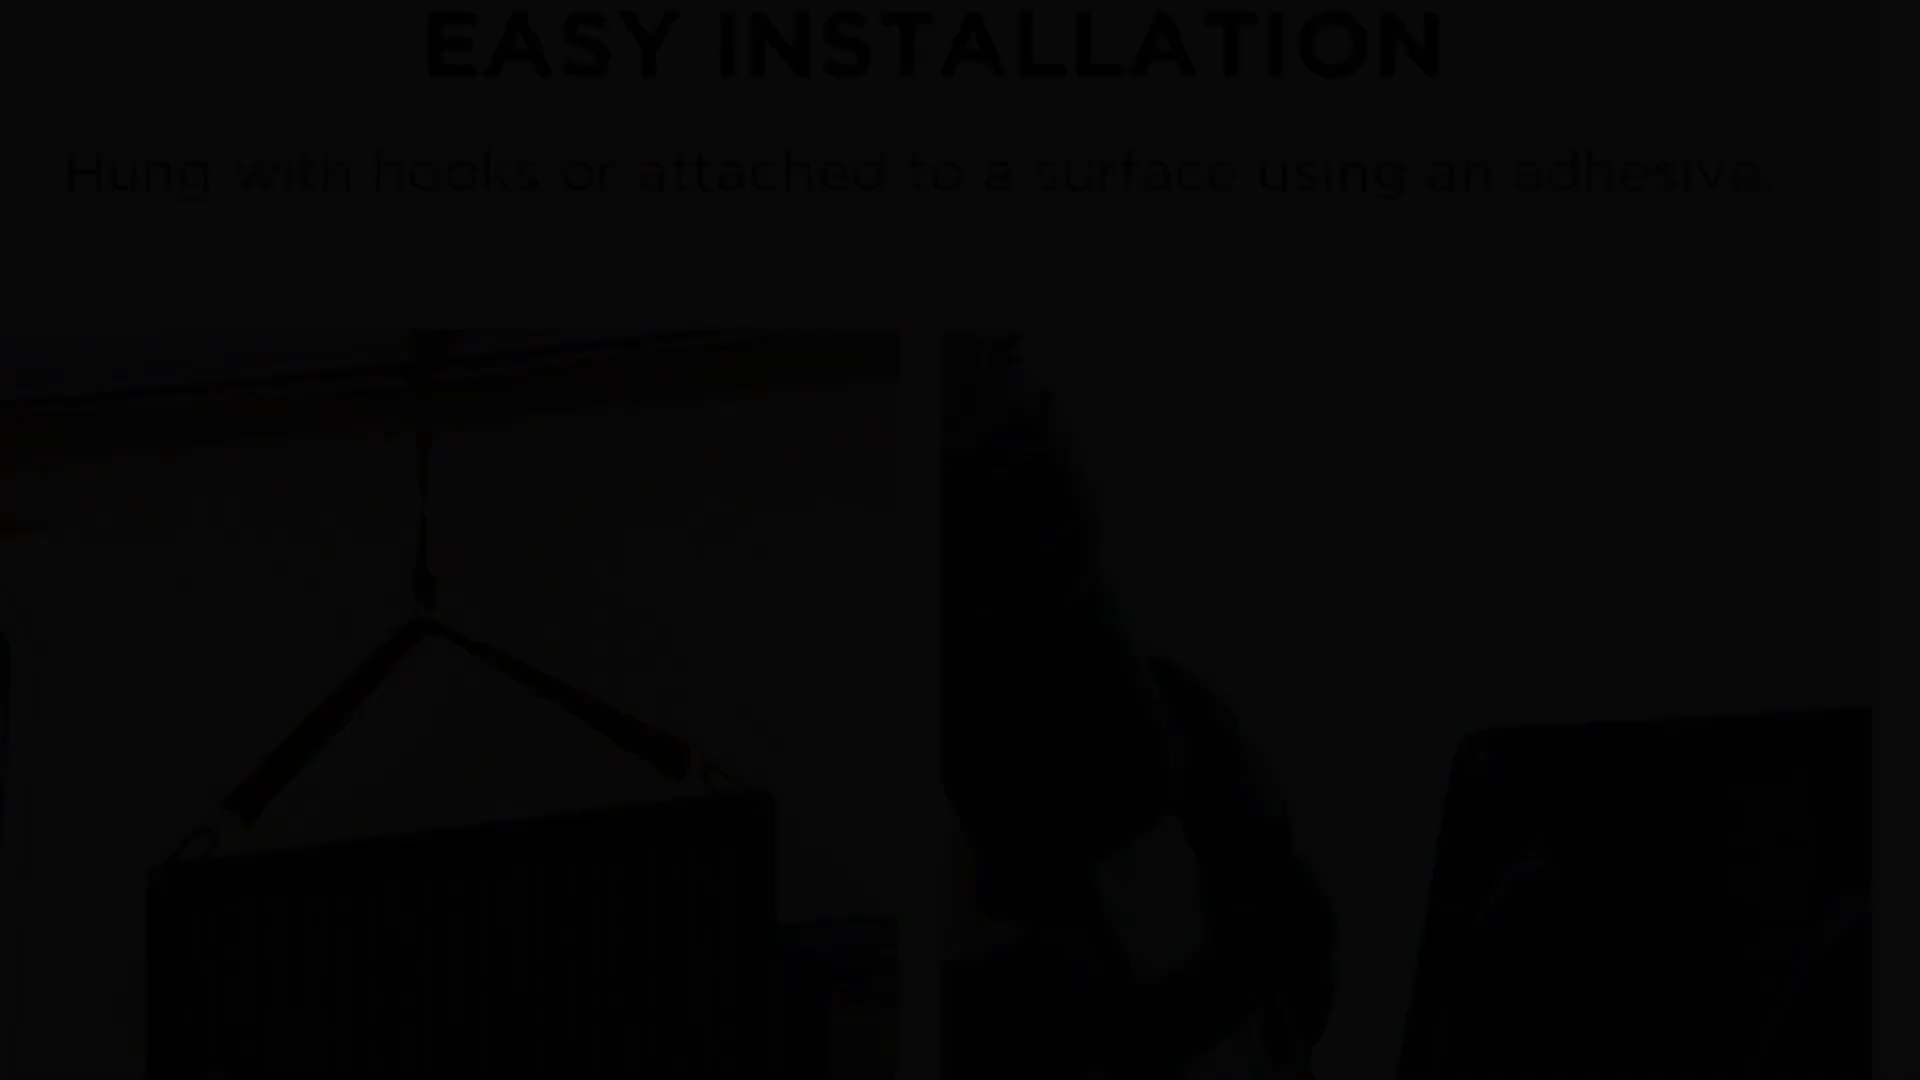 EASY INSTALLATION
Hung with hooks or attached to a surface using an adhesive.